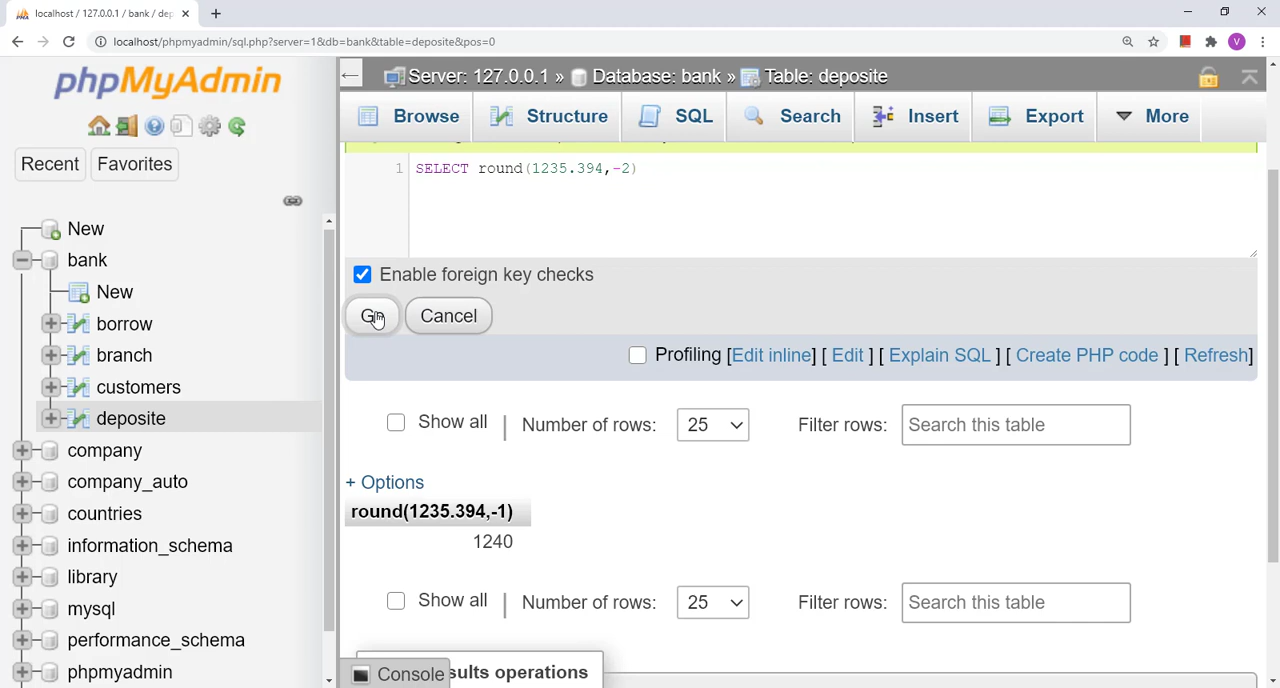 localhost / 127.0.0.1 / bank / dep
localhost/phpmyadmin/sql.php?server=1&db=bank&table=deposite&pos=0
V
phpMyAdmin
Recent Favorites
New
bank
New
borrow
branch
customers
deposite
company
company_auto
countries
information_schema
library
mysql
performance_schema
phpmyadmin
Server: 127.0.0.1 » Database: bank » Table: deposite
Browse Structure SQL Search Insert Export More
1 SELECT round(1235.394,-2)
Enable foreign key checks
Go Cancel
Profiling [Edit inline] [ Edit ] [ Explain SQL ] [ Create PHP code ] [ Refresh]
Show all | Number of rows: 25 Filter rows: Search this table
+ Options
round(1235.394,-1)
1240
Show all | Number of rows: 25 Filter rows: Search this table
Console sults operations